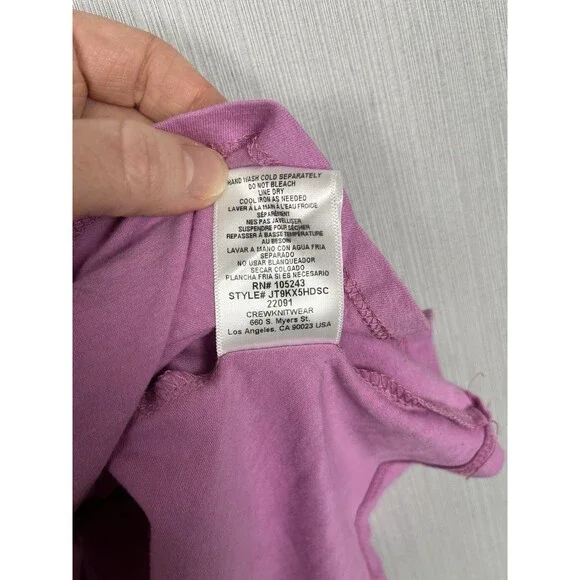 HAND WASH COLD SEPARATELY
DO NOT BLEACH
LINE DRY
COOL IRON AS NEEDED
LAVER À LA MAIN À L'EAU FROIDE
SÉPARÉMENT
NES PAS JAVELLISER
SUSPENDRE POUR SÉCHER
REPASSER À BASSE TEMPÉRATURE
AU BESOIN
LAVAR A MANO CON AGUA FRIA
SEPARADO
NO USAR BLANQUEADOR
SECAR COLGADO
PLANCHA FRIA SI ES NECESARIO
RN# 105243
STYLE# JT9KX5HDSC
22091
CREWKNITWEAR
660 S. Myers St.
Los Angeles, CA 90023 USA